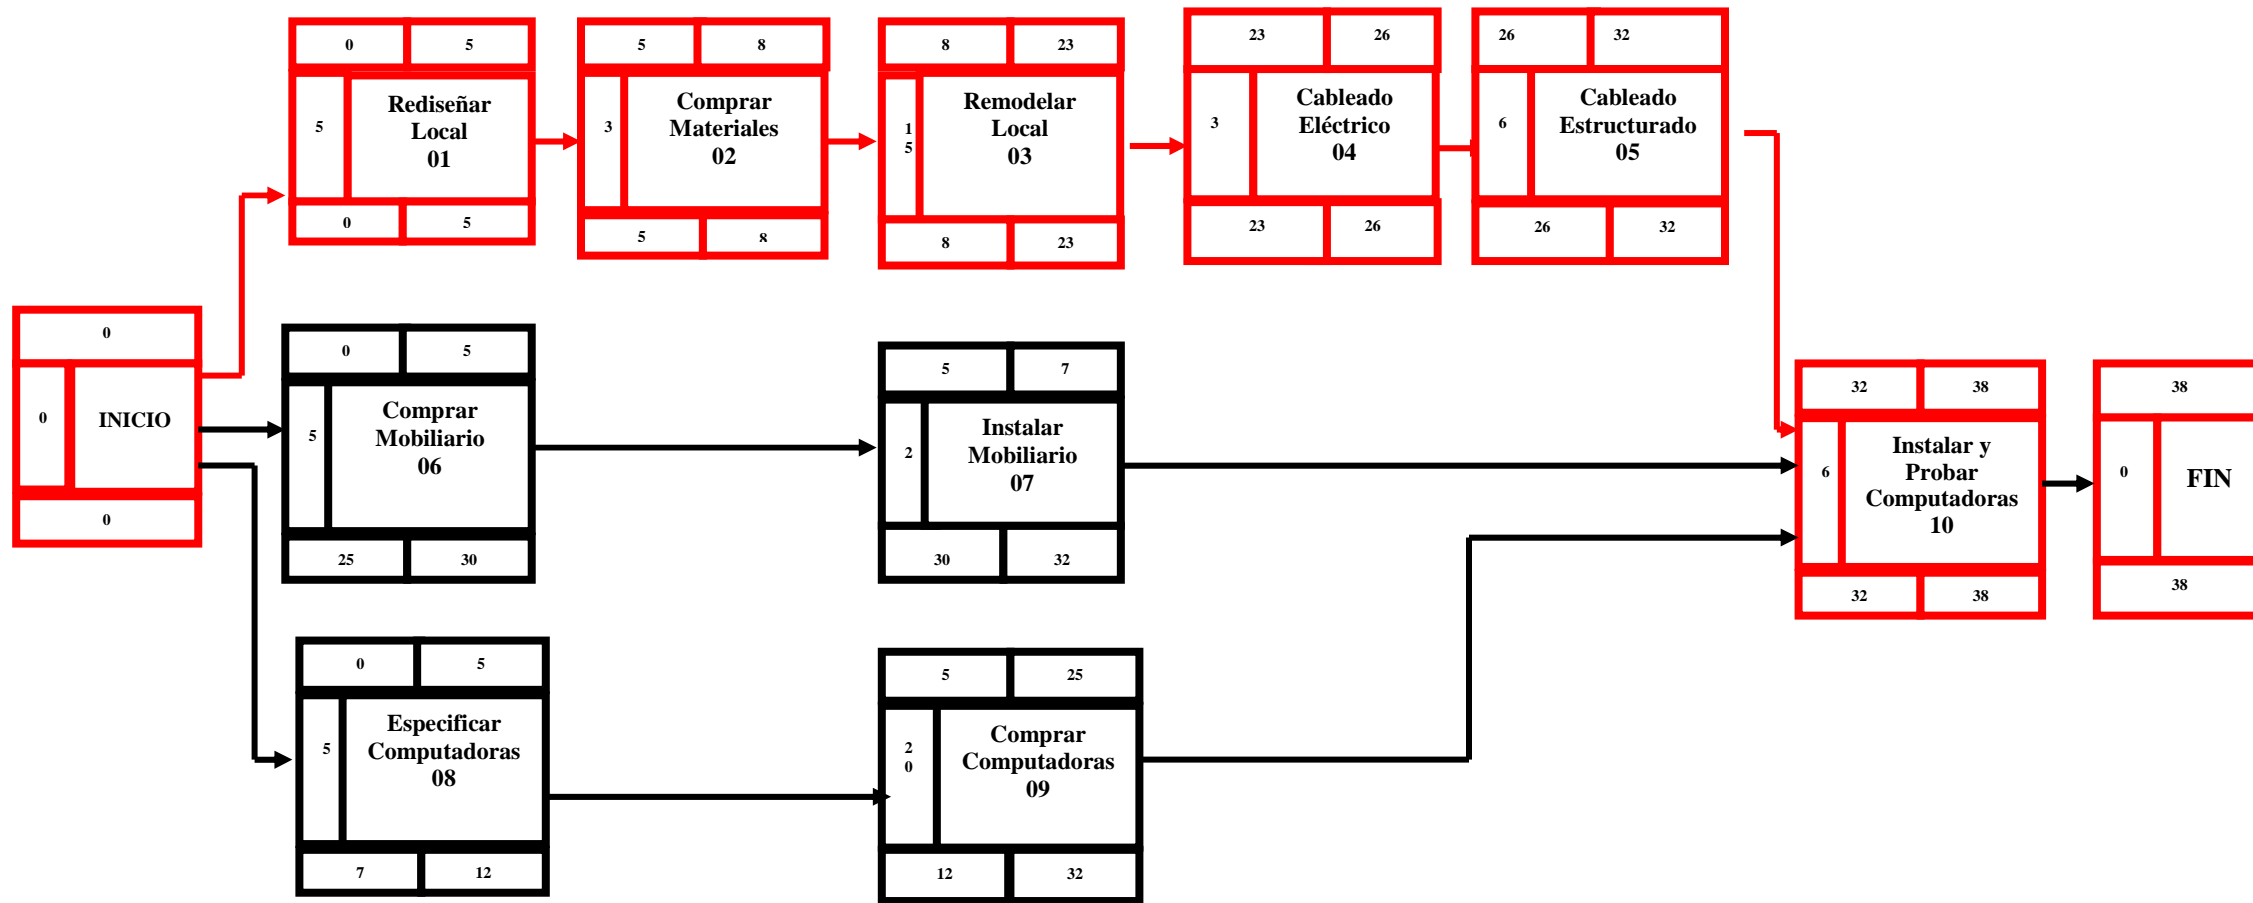 0 5
5
Rediseñar
Local
01
0 5
5 8
3
Comprar
Materiales
02
5 8
8 23
1
5
Remodelar
Local
03
8 23
23 26
3
Cableado
Eléctrico
04
23 26
26 32
6
Cableado
Estructurado
05
26 32
0
0
INICIO
0
0 5
5
Comprar
Mobiliario
06
25 30
5 7
2
Instalar
Mobiliario
07
30 32
32 38
6
Instalar y
Probar
Computadoras
10
32 38
38
0
FIN
38
0 5
5
Especificar
Computadoras
08
7 12
5 25
2
0
Comprar
Computadoras
09
12 32